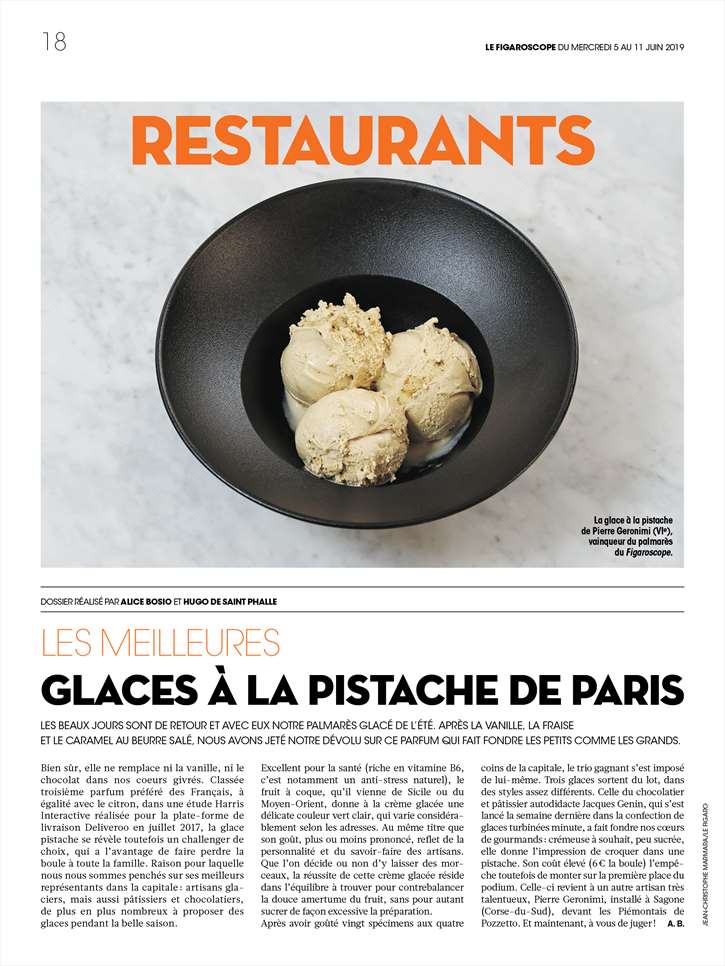 18
LE FIGAROSCOPE DU MERCREDI 5 AU 11 JUIN 2019
RESTAURANTS
La glace à la pistache
de Pierre Geronimi (VIe),
vainqueur du palmarès
du Figaroscope.
DOSSIER RÉALISÉ PAR ALICE BOSIO ET HUGO DE SAINT PHALLE
LES MEILLEURES
GLACES À LA PISTACHE DE PARIS
LES BEAUX JOURS SONT DE RETOUR ET AVEC EUX NOTRE PALMARÈS GLACÉ DE L'ÉTÉ. APRÈS LA VANILLE, LA FRAISE
ET LE CARAMEL AU BEURRE SALÉ, NOUS AVONS JETÉ NOTRE DÉVOLU SUR CE PARFUM QUI FAIT FONDRE LES PETITS COMME LES GRANDS.
Bien sûr, elle ne remplace ni la vanille, ni le
chocolat dans nos coeurs givrés. Classée
troisième parfum préféré des Français, à
égalité avec le citron, dans une étude Harris
Interactive réalisée pour la plate-forme de
livraison Deliveroo en juillet 2017, la glace
pistache se révèle toutefois un challenger de
choix, qui a l'avantage de faire perdre la
boule à toute la famille. Raison pour laquelle
nous nous sommes penchés sur ses meilleurs
représentants dans la capitale : artisans gla-
ciers, mais aussi pâtissiers et chocolatiers,
de plus en plus nombreux à proposer des
glaces pendant la belle saison.
Excellent pour la santé (riche en vitamine B6,
c'est notamment un anti-stress naturel), le
fruit à coque, qu'il vienne de Sicile ou du
Moyen-Orient, donne à la crème glacée une
délicate couleur vert clair, qui varie considéra-
blement selon les adresses. Au même titre que
son goût, plus ou moins prononcé, reflet de la
personnalité et du savoir-faire des artisans.
Que l'on décide ou non d'y laisser des mor-
ceaux, la réussite de cette crème glacée réside
dans l'équilibre à trouver pour contrebalancer
la douce amertume du fruit, sans pour autant
sucrer de façon excessive la préparation.
Après avoir goûté vingt spécimens aux quatre
coins de la capitale, le trio gagnant s'est imposé
de lui-même. Trois glaces sortent du lot, dans
des styles assez différents. Celle du chocolatier
et pâtissier autodidacte Jacques Genin, qui s'est
lancé la semaine dernière dans la confection de
glaces turbinées minute, a fait fondre nos cœurs
de gourmands : crémeuse à souhait, peu sucrée,
elle donne l'impression de croquer dans une
pistache. Son coût élevé (6 € la boule) l'empê-
che toutefois de monter sur la première place du
podium. Celle-ci revient à un autre artisan très
talentueux, Pierre Geronimi, installé à Sagone
(Corse-du-Sud), devant les Piémontais de
Pozzetto. Et maintenant, à vous de juger ! A. B.
JEAN-CHRISTOPHE MARMARA/LE FIGARO